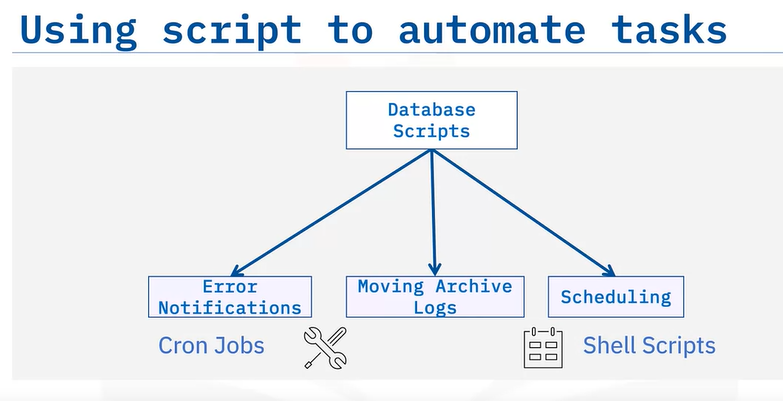 Using script to automate tasks
Database
Scripts
Error
Notifications
Moving Archive
Logs
Scheduling
Cron Jobs
Shell Scripts